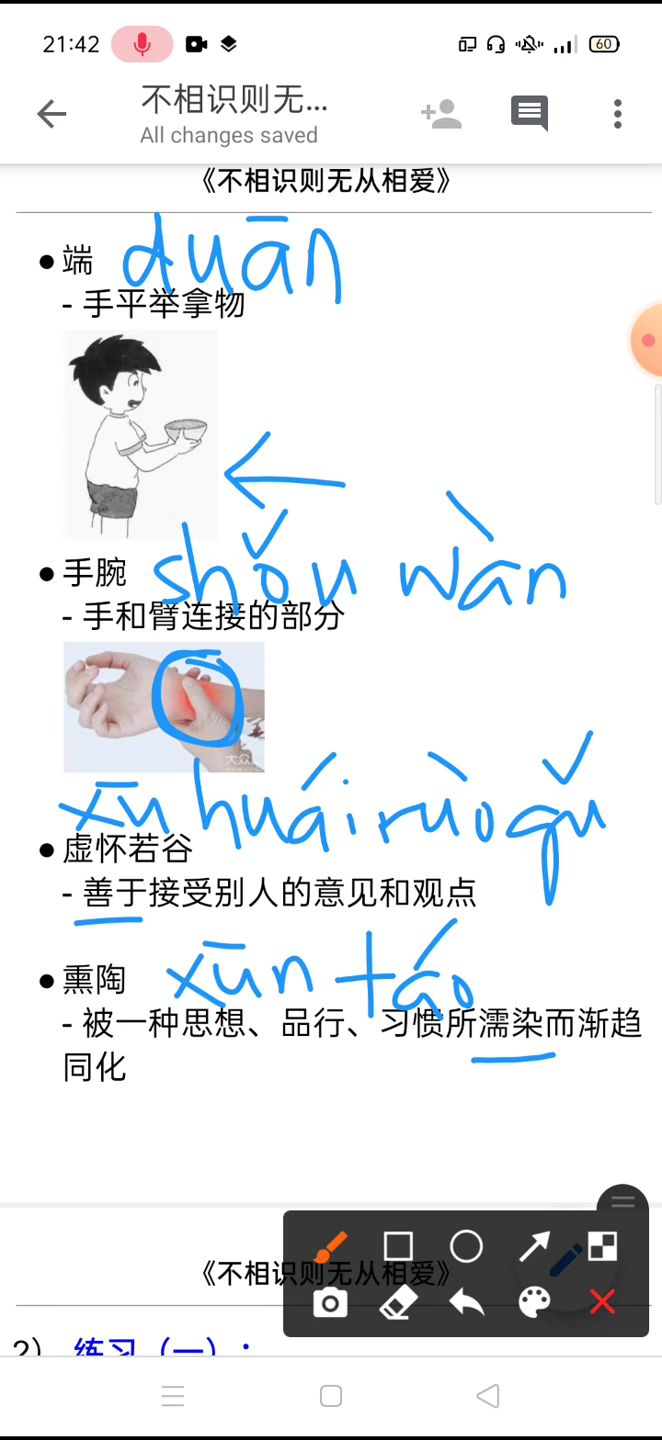 21:42
60
不相识则无...
All changes saved
《不相识则无从相爱》
●端 duān
- 手平举拿物
●手腕 shǒu wàn
- 手和臂连接的部分
大众
xū huái ruò gǔ
●虚怀若谷
- 善于接受别人的意见和观点
●熏陶 xūn táo
- 被一种思想、品行、习惯所濡染而渐趋
同化
《不相识则无从相爱》
2) 练习（一）：